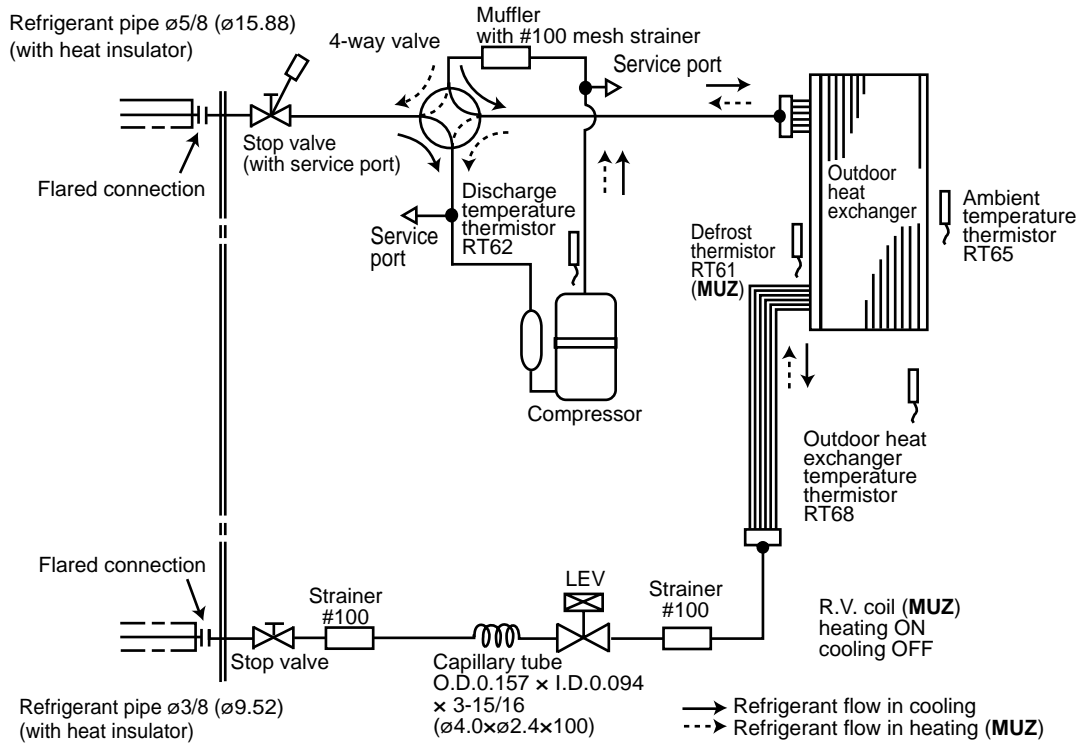 Refrigerant pipe ø5/8 (ø15.88)
(with heat insulator)
4-way valve
Muffler
with #100 mesh strainer
Service port
Stop valve
(with service port)
Flared connection
Discharge
temperature
thermistor
RT62
Service
port
Outdoor
heat
exchanger
Ambient
temperature
thermistor
RT65
Defrost
thermistor
RT61
(MUZ)
Compressor
Outdoor heat
exchanger
temperature
thermistor
RT68
Flared connection
Strainer
#100
LEV
Strainer
#100
R.V. coil (MUZ)
heating ON
cooling OFF
Stop valve
Capillary tube
O.D.0.157 × I.D.0.094
× 3-15/16
(ø4.0×ø2.4×100)
Refrigerant pipe ø3/8 (ø9.52)
(with heat insulator)
Refrigerant flow in cooling
Refrigerant flow in heating (MUZ)